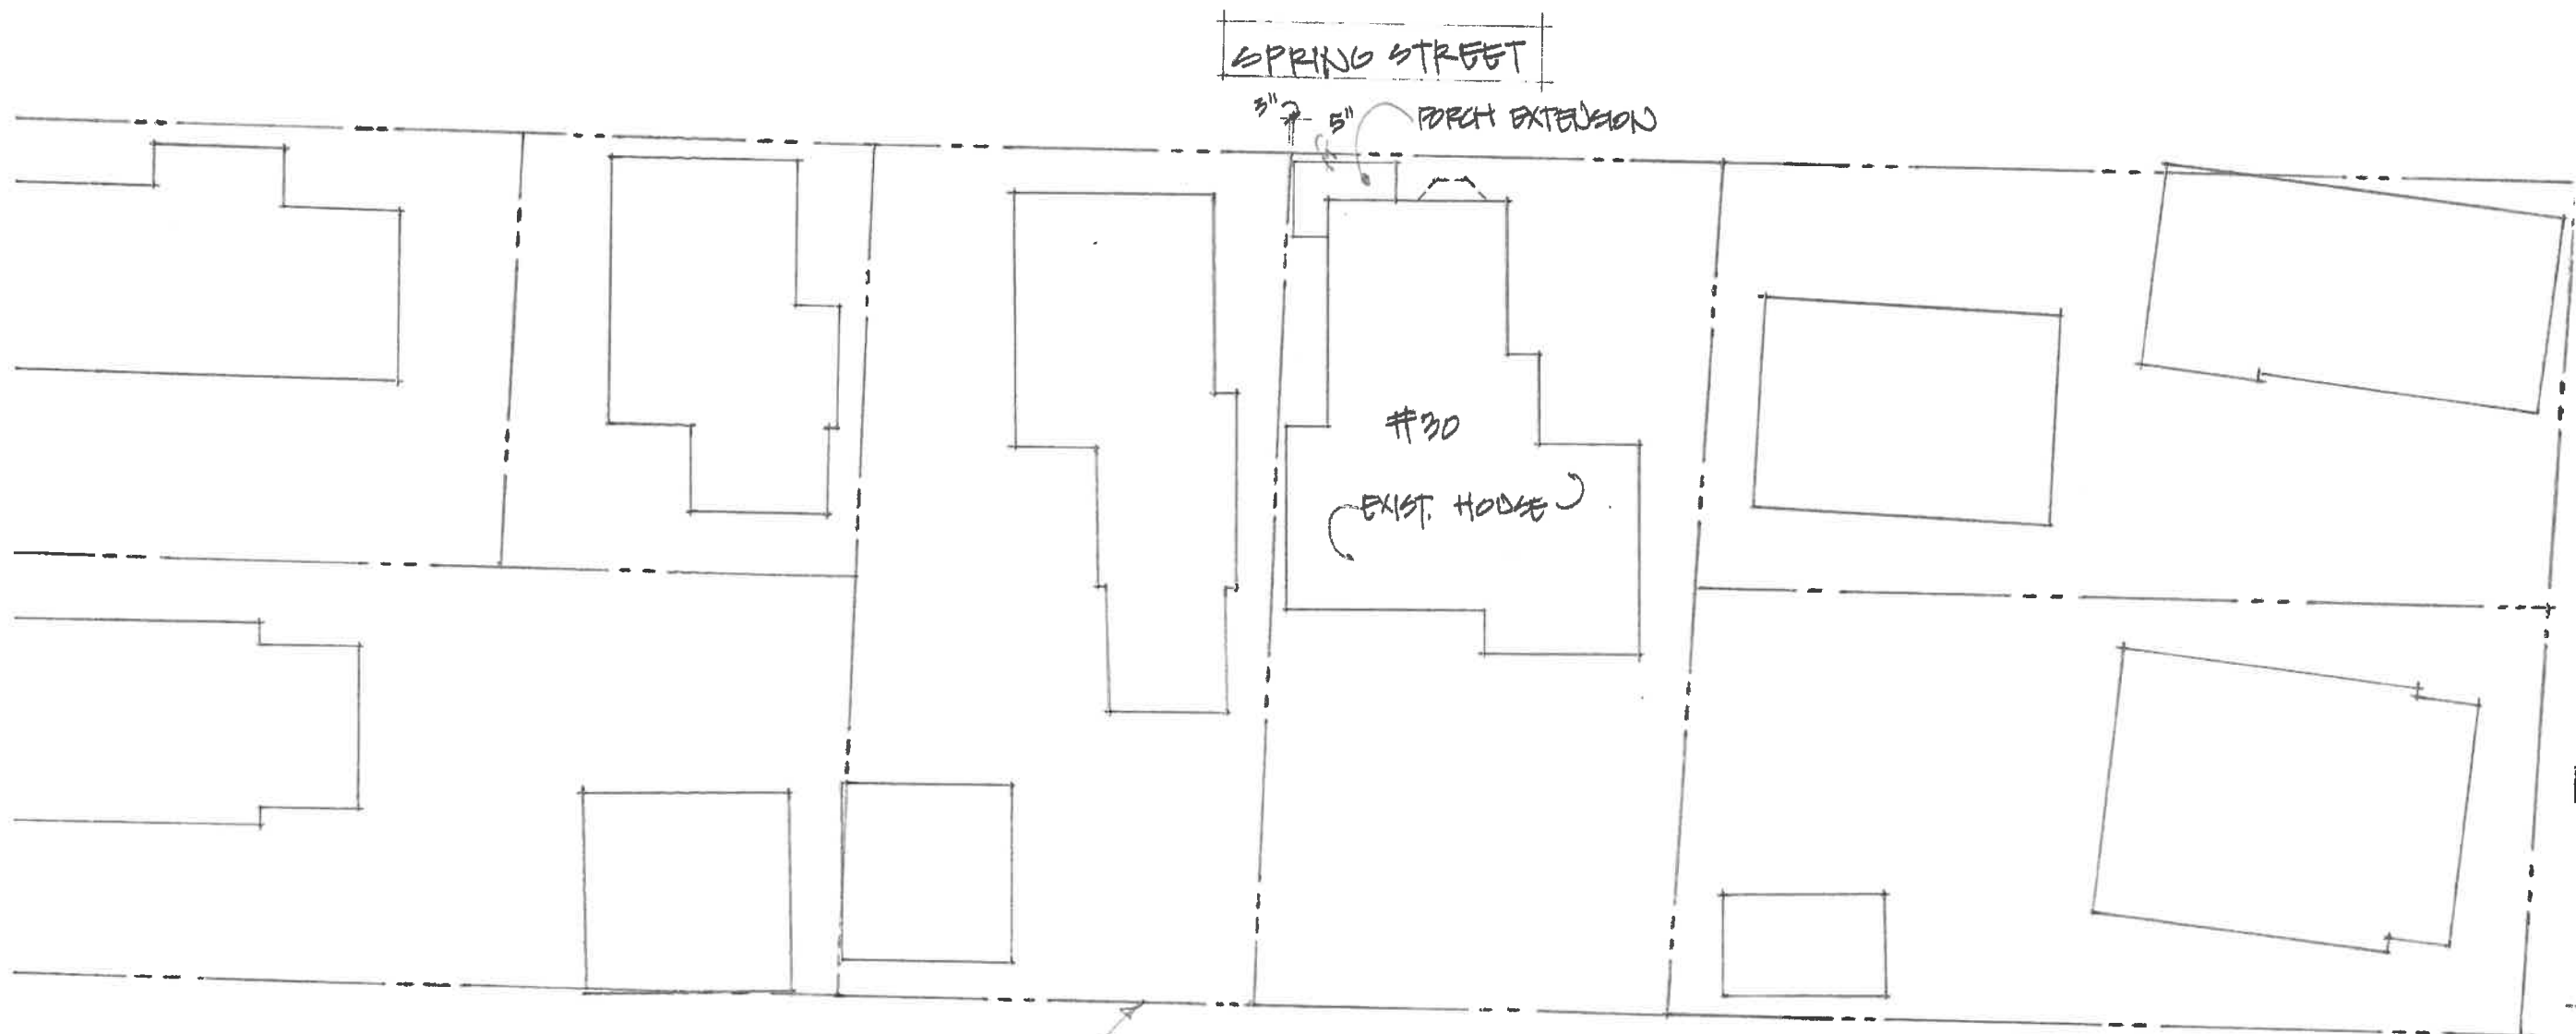 SPRING STREET
3"
5"
PORCH EXTENSION
#30
EXIST. HOUSE